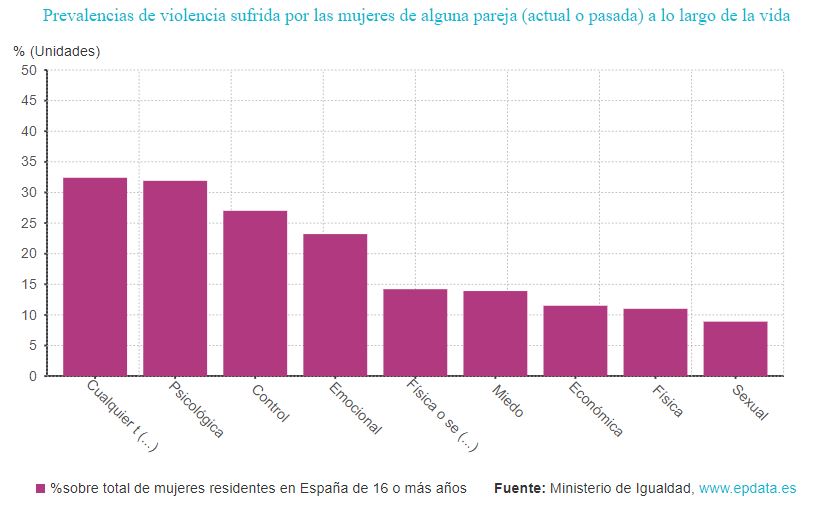 Prevalencias de violencia sufrida por las mujeres de alguna pareja (actual o pasada) a lo largo de la vida
% (Unidades)
50
45
40
35
30
25
20
15
10
5
0
Cualquier t (...)
Psicológica
Control
Emocional
Física o se (...)
Miedo
Económica
Física
Sexual
%sobre total de mujeres residentes en España de 16 o más años Fuente: Ministerio de Igualdad, www.epdata.es